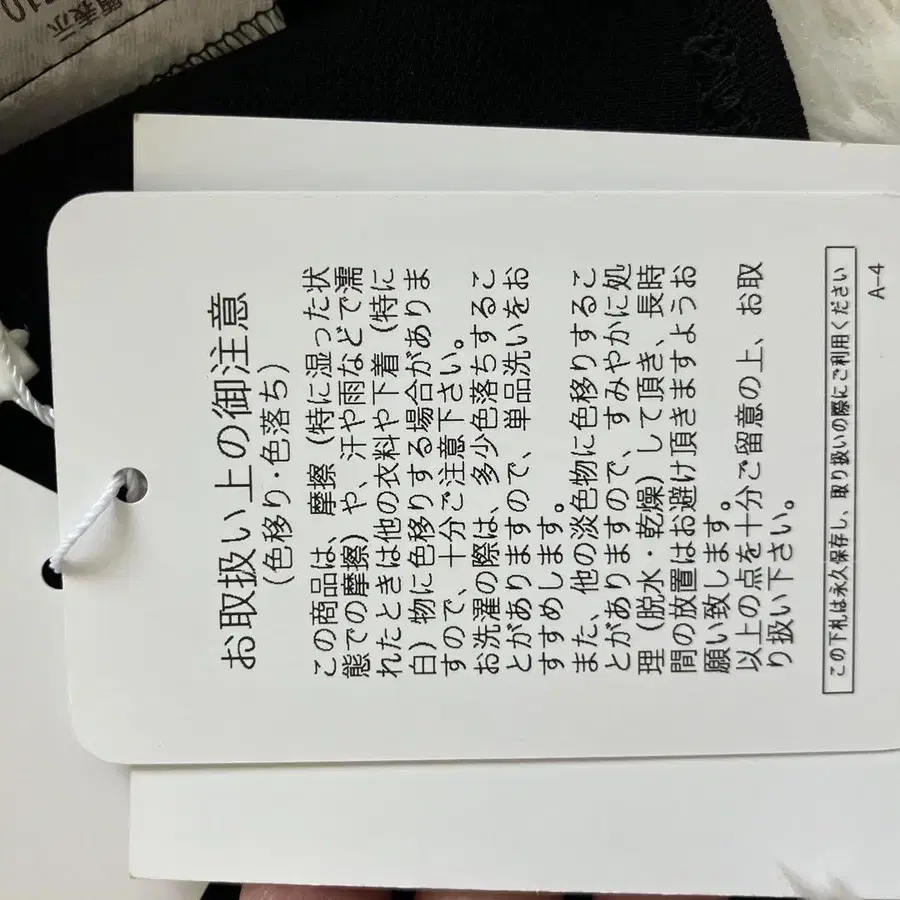 お取扱い上の御注意
（色移り・色落ち）
この商品は、摩擦（特に湿った状
態での摩擦）や、汗や雨などで濡
れたときは他の衣料や下着（特に
白）物に色移りする場合がありま
すので、十分ご注意下さい。
お洗濯の際は、多少色落ちするこ
とがありますので、単品洗いをお
すすめします。
また、他の淡色物に色移りするこ
とがありますので、すみやかに処
理（脱水・乾燥）して頂き、長時
間の放置はお避け頂きますようお
願い致します。
以上の点を十分ご留意の上、お取
り扱い下さい。
この下札は永久保存し、取り扱いの際にご利用ください
A-4
質表示